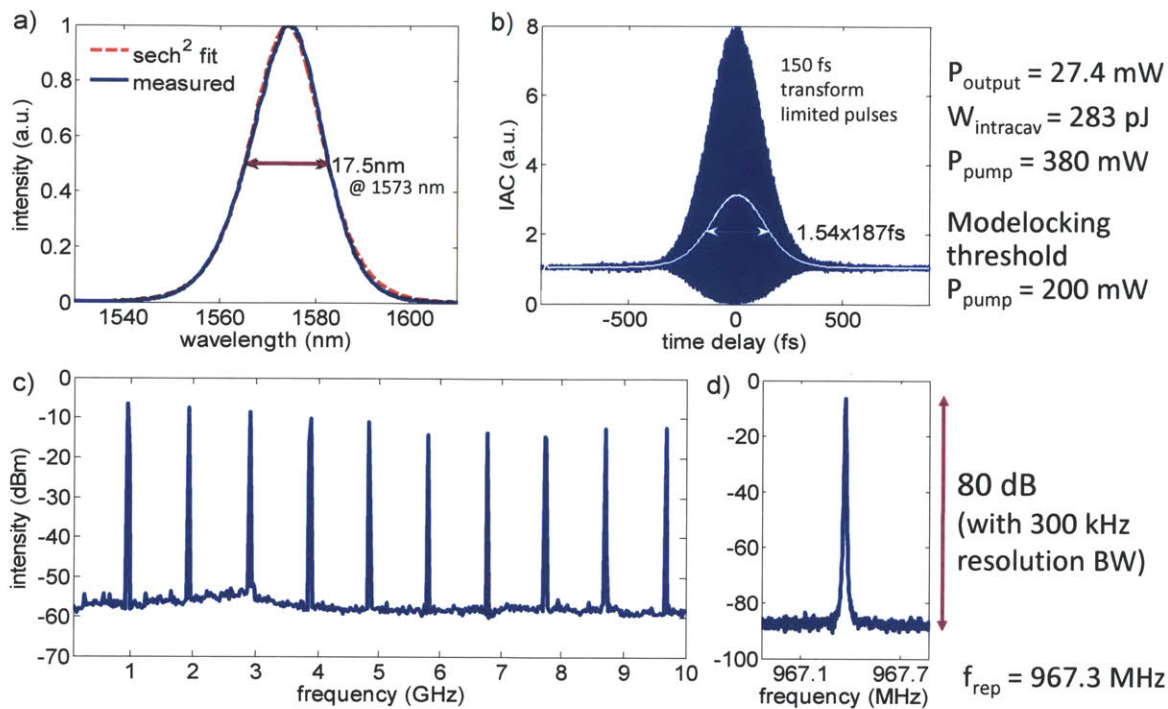 a)
1
0.8
0.6
0.4
0.2
0
intensity (a.u.)
sech² fit
measured
17.5nm
@ 1573 nm
1540 1560 1580 1600
wavelength (nm)
b)
8
6
4
2
0
IAC (a.u.)
150 fs
transform
limited pulses
1.54x187fs
-500 0 500
time delay (fs)
P_output = 27.4 mW
W_intracav = 283 pJ
P_pump = 380 mW
Modelocking
threshold
P_pump = 200 mW
c)
0
-10
-20
-30
-40
-50
-60
-70
intensity (dBm)
1 2 3 4 5 6 7 8 9 10
frequency (GHz)
d)
0
-20
-40
-60
-80
-100
967.1 967.7
frequency (MHz)
80 dB
(with 300 kHz
resolution BW)
f_rep = 967.3 MHz